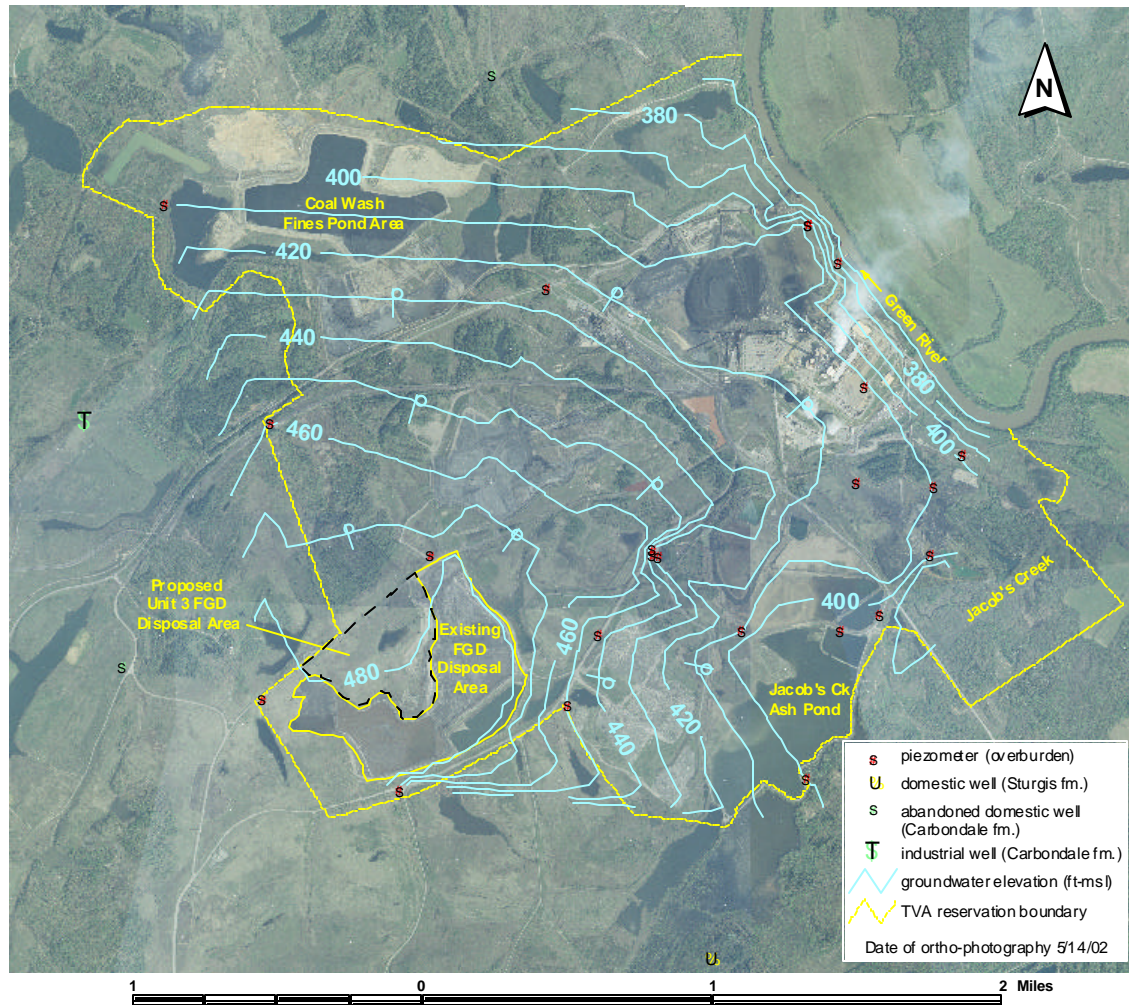 N
380
400
Coal Wash
Fines Pond Area
420
Green River
440
380
460
400
Proposed
Unit 3 FGD
Disposal Area
Jacob's Creek
400
Existing
FGD
Disposal
Area
460
480
Jacob's Ck
Ash Pond
420
440
piezometer (overburden)
domestic well (Sturgis fm.)
abandoned domestic well
(Carbondale fm.)
industrial well (Carbondale fm.)
groundwater elevation (ft-msl)
TVA reservation boundary
Date of ortho-photography 5/14/02
1 0 1 2 Miles